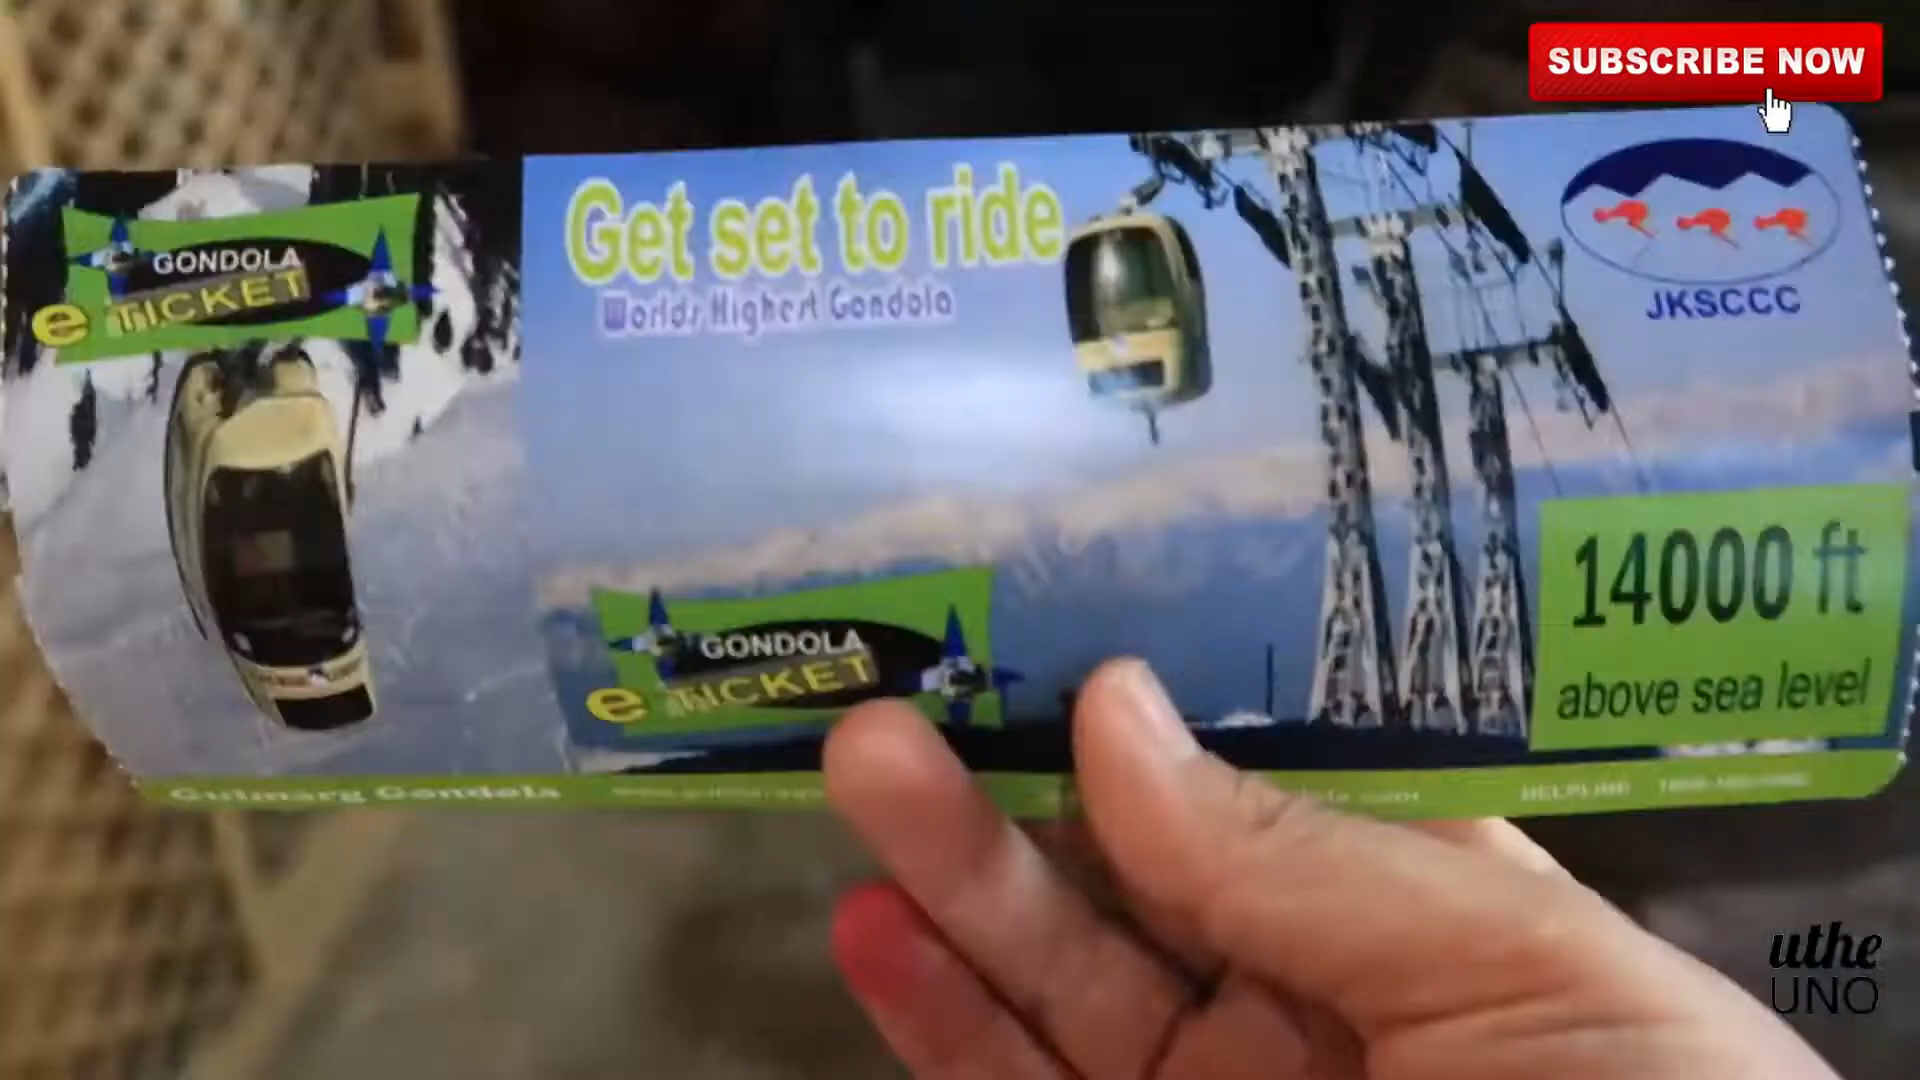 SUBSCRIBE NOW
GONDOLA
e TICKET
Get set to ride
Worlds Highest Gondola
JKSCCC
GONDOLA
e TICKET
14000 ft
above sea level
Gulmarg Gondola
HELPLINE
uthe
UNO